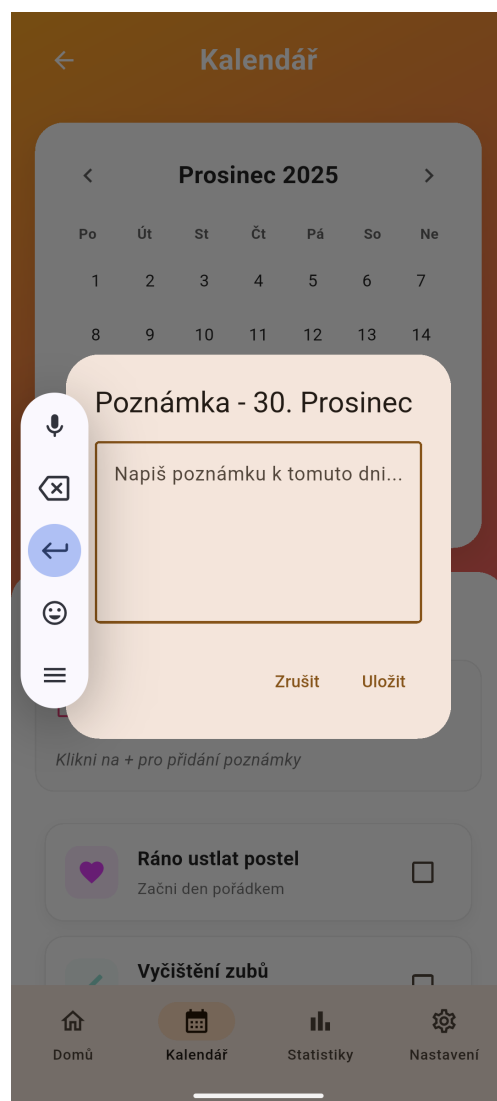 Kalendář
Prosinec 2025
Po Út St Čt Pá So Ne
1 2 3 4 5 6 7
8 9 10 11 12 13 14
Poznámka - 30. Prosinec
Napiš poznámku k tomuto dni...
Zrušit Uložit
Klikni na + pro přidání poznámky
Ráno ustlat postel
Začni den pořádkem
Vyčištění zubů
Domů Kalendář Statistiky Nastavení